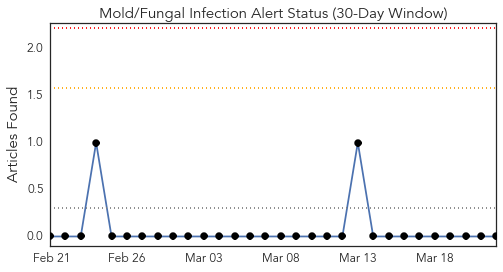 Mold/Fungal Infection Alert Status (30-Day Window)
Articles Found
2.0
1.5
1.0
0.5
0.0
Feb 21 Feb 26 Mar 03 Mar 08 Mar 13 Mar 18